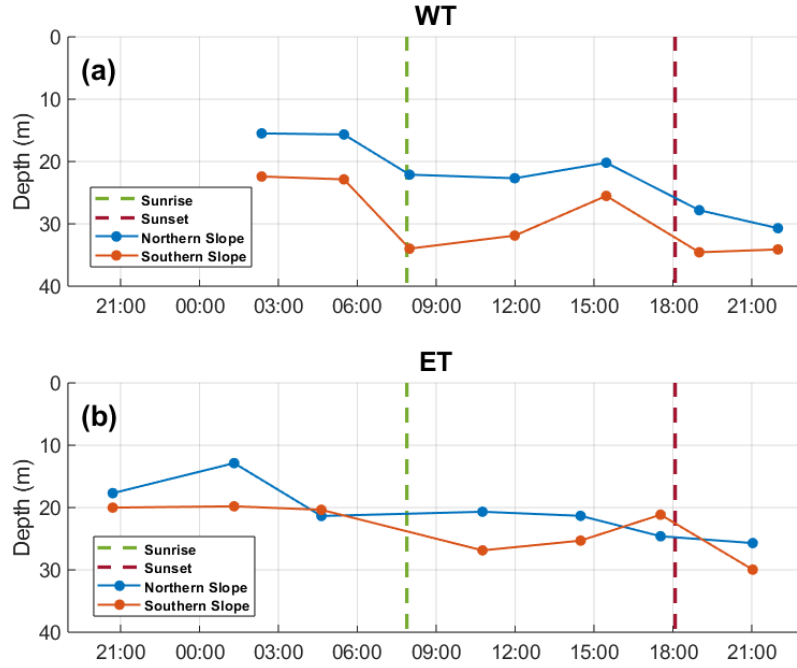 WT
(a)
0
10
20
30
40
Depth (m)
Sunrise
Sunset
Northern Slope
Southern Slope
21:00 00:00 03:00 06:00 09:00 12:00 15:00 18:00 21:00
ET
(b)
0
10
20
30
40
Depth (m)
Sunrise
Sunset
Northern Slope
Southern Slope
21:00 00:00 03:00 06:00 09:00 12:00 15:00 18:00 21:00